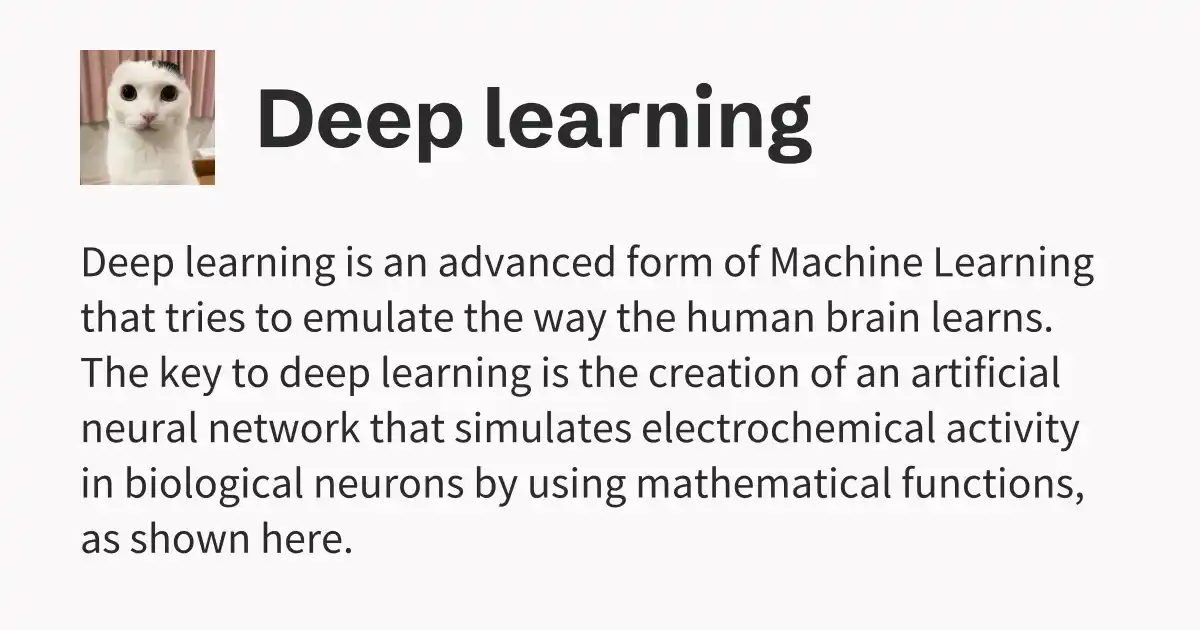 Deep learning
Deep learning is an advanced form of Machine Learning
that tries to emulate the way the human brain learns.
The key to deep learning is the creation of an artificial
neural network that simulates electrochemical activity
in biological neurons by using mathematical functions,
as shown here.